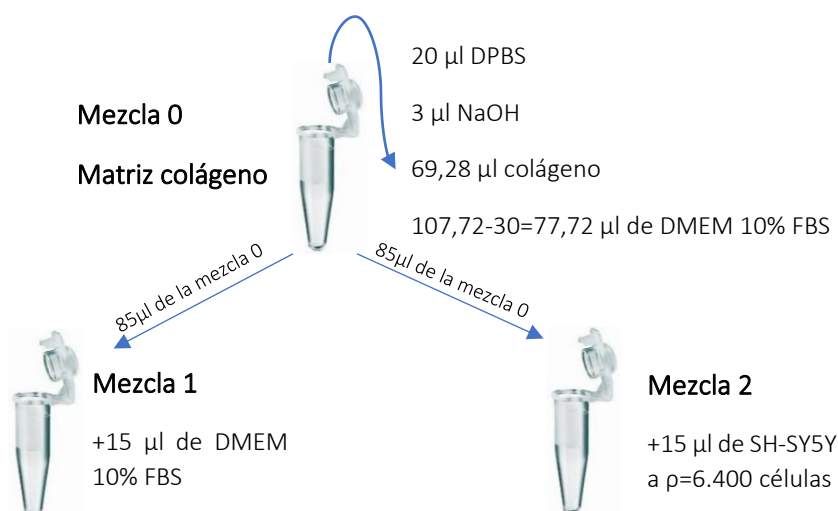 20 µl DPBS
Mezcla 0
3 µl NaOH
Matriz colágeno
69,28 µl colágeno
107,72-30=77,72 µl de DMEM 10% FBS
85µl de la mezcla 0
85µl de la mezcla 0
Mezcla 1
+15 µl de DMEM
10% FBS
Mezcla 2
+15 µl de SH-SY5Y
a ρ=6.400 células